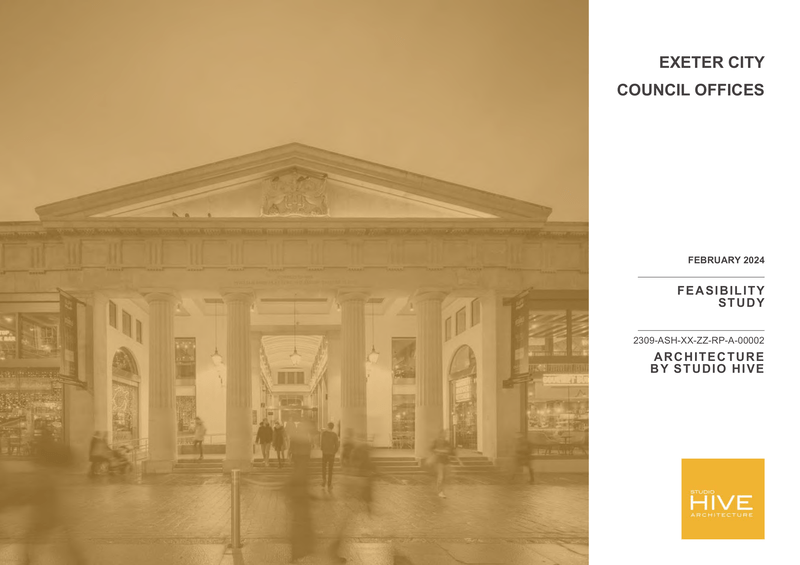 EXETER CITY
COUNCIL OFFICES
FEBRUARY 2024
FEASIBILITY
STUDY
2309-ASH-XX-ZZ-RP-A-00002
ARCHITECTURE
BY STUDIO HIVE
STUDIO
HIVE
ARCHITECTURE